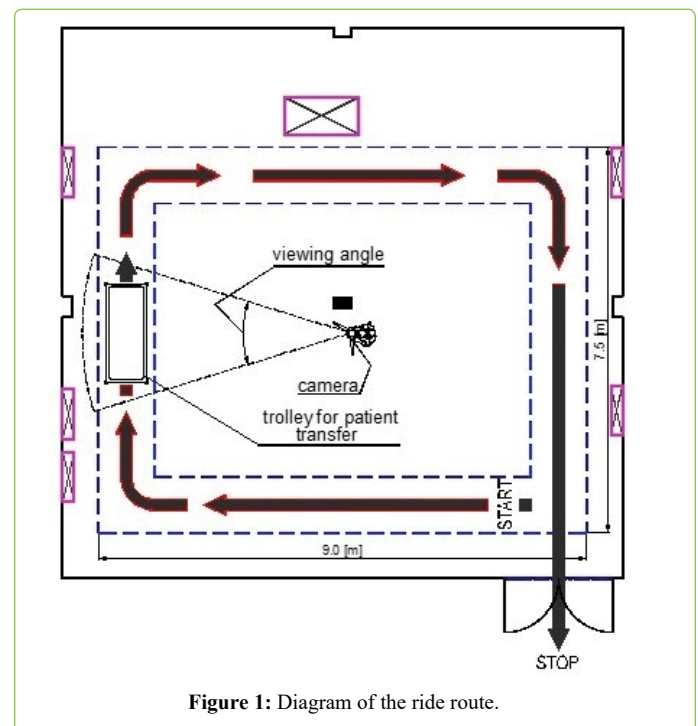 viewing angle
camera
trolley for patient
transfer
7.5 [m]
START
9.0 [m]
STOP
Figure 1: Diagram of the ride route.